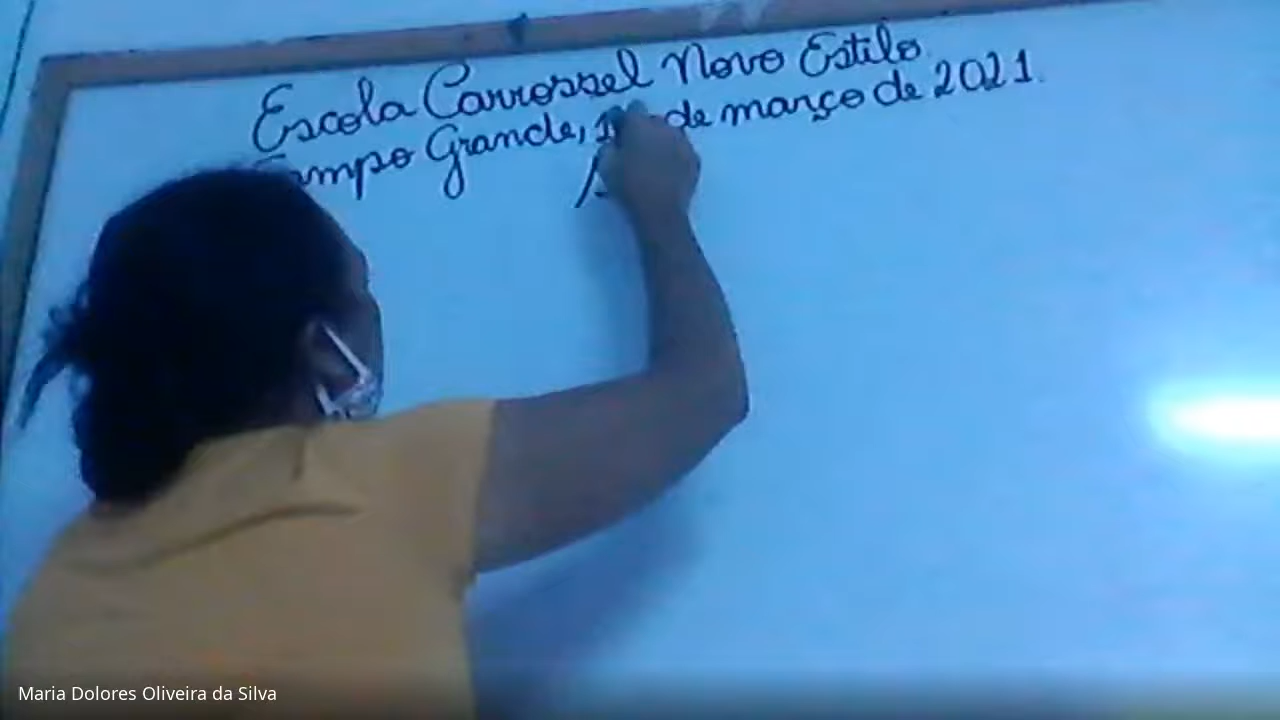 Escola Carrossel Novo Estilo
Campo Grande, de março de 2021.
Maria Dolores Oliveira da Silva